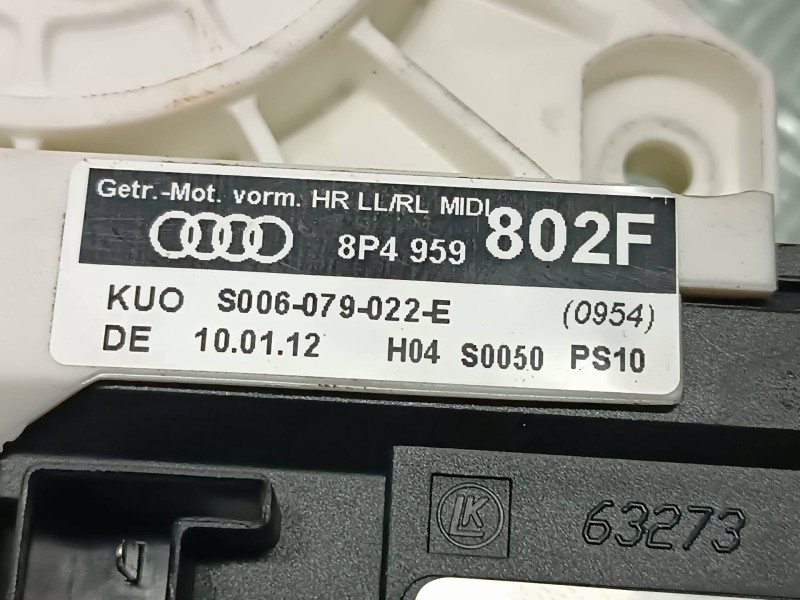 Getr.-Mot. vorm. HR LL/RL MIDI
8P4 959 802F
KUO S006-079-022-E (0954)
DE 10.01.12 H04 S0050 PS10
LK 63273